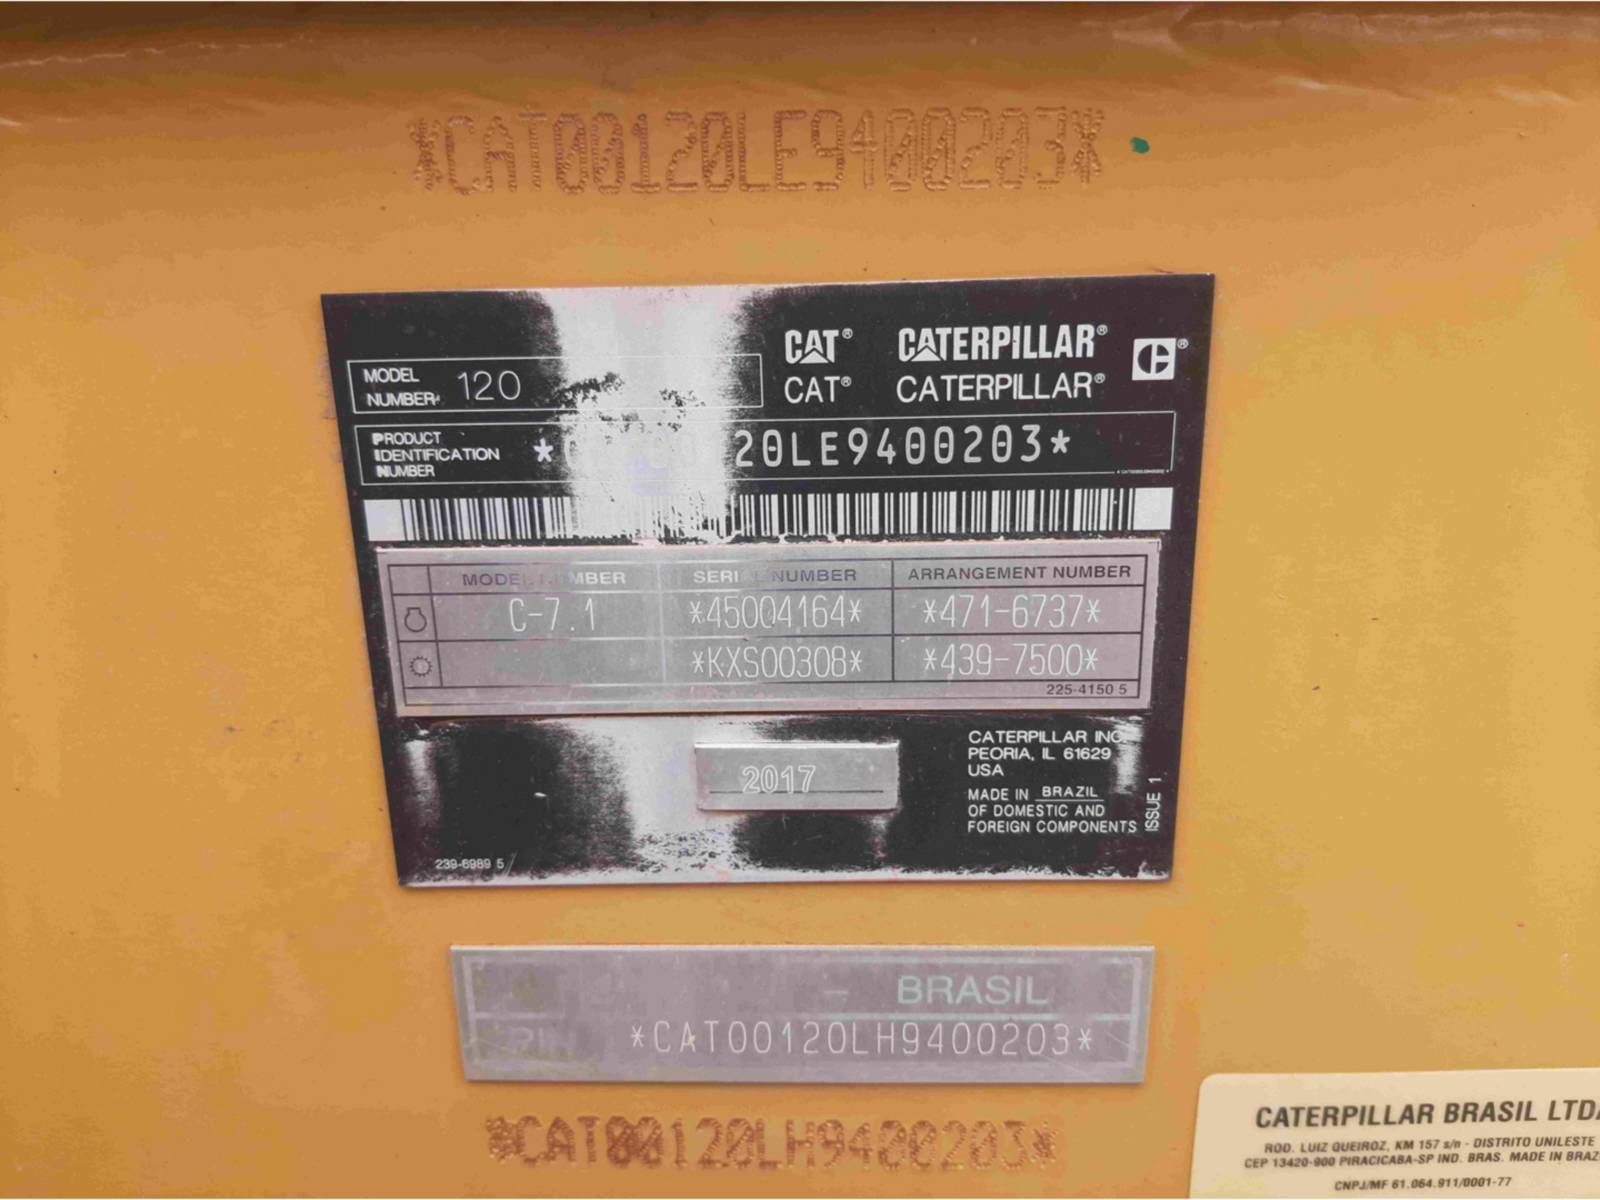 *CAT00120LE9400203*
CAT® CATERPILLAR®
MODEL NUMBER 120
CAT® CATERPILLAR®
PRODUCT IDENTIFICATION NUMBER
20LE9400203*
MODEL NUMBER SERIAL NUMBER ARRANGEMENT NUMBER
C-7.1 *45004164* *471-6737*
*KXS00308* *439-7500*
225-4150 5
2017
CATERPILLAR INC
PEORIA, IL 61629
USA
MADE IN BRAZIL
OF DOMESTIC AND
FOREIGN COMPONENTS
ISSUE 1
239-6989 5
BRASIL
PIN *CAT00120LH9400203*
*CAT00120LH9400203*
CATERPILLAR BRASIL LTDA
ROD. LUIZ QUEIROZ, KM 157 s/n - DISTRITO UNILESTE
CEP 13420-900 PIRACICABA-SP IND. BRAS. MADE IN BRAZ
CNPJ/MF 61.064.911/0001-77